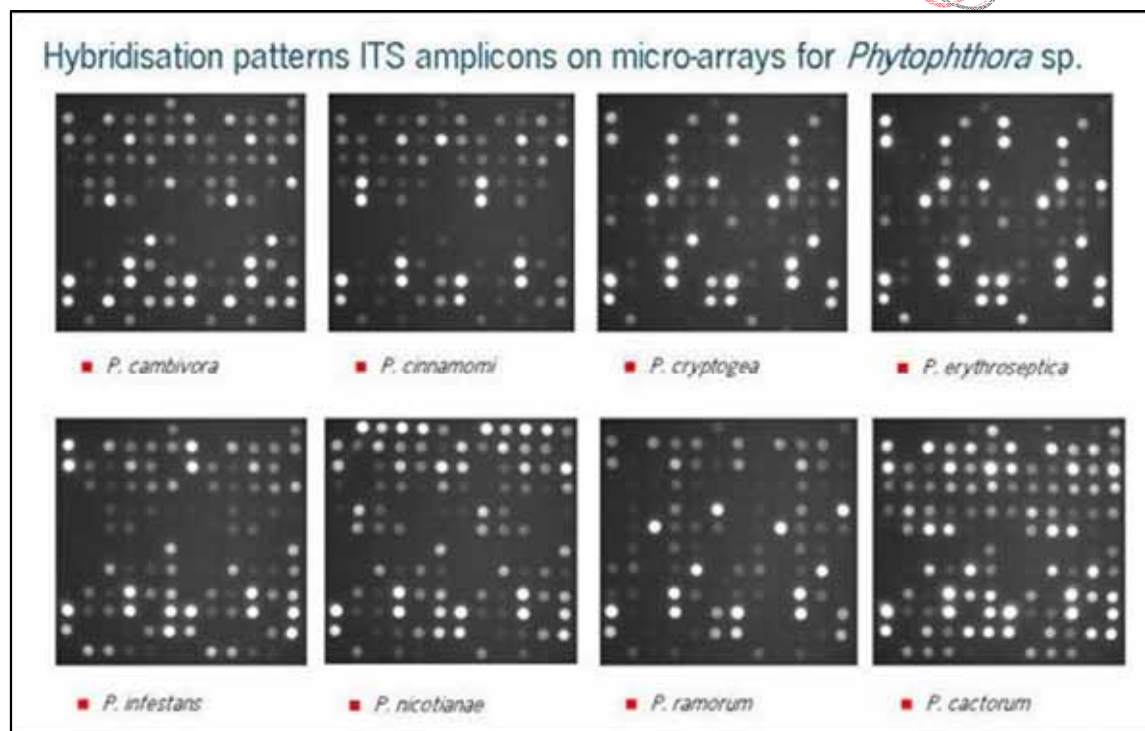 Hybridisation patterns ITS amplicons on micro-arrays for Phytophthora sp.
P. cambivora
P. cinnamomi
P. cryptogea
P. erythroseptica
P. infestans
P. nicotianae
P. ramorum
P. cactorum